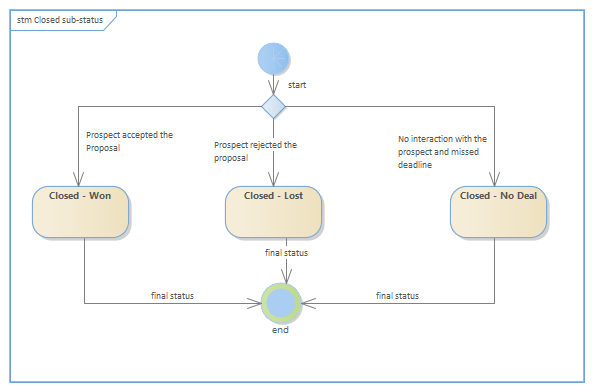 stm Closed sub-status
start
Prospect accepted the
Proposal
Prospect rejected the
proposal
No interaction with the
prospect and missed
deadline
Closed - Won
Closed - Lost
Closed - No Deal
final status
final status
final status
end